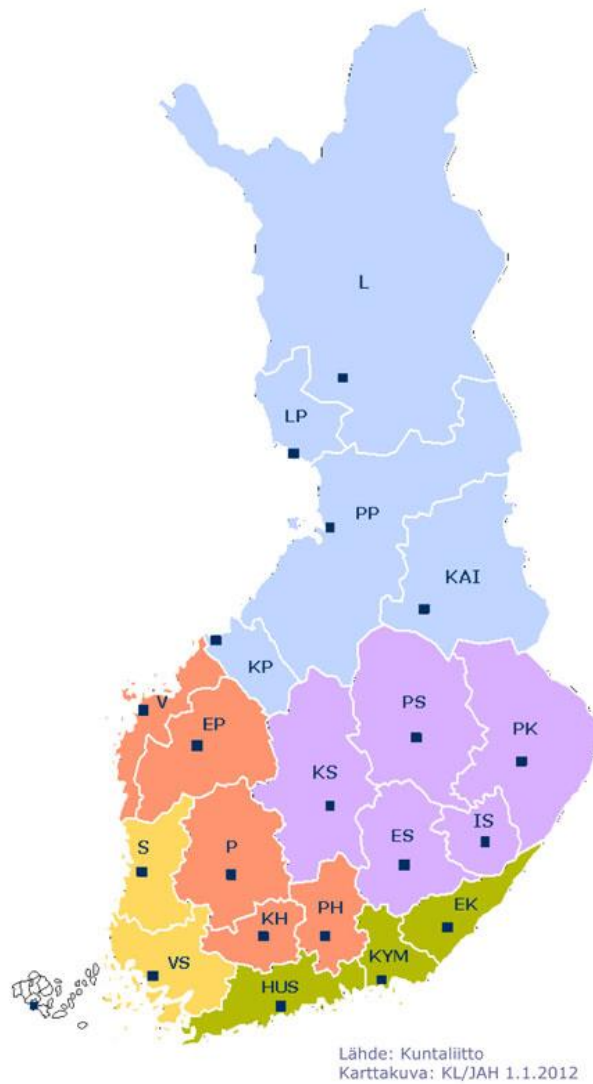 L
LP
PP
KAI
KP
V
EP
PS
PK
KS
S
P
ES
IS
KH
PH
EK
VS
KYM
HUS
Lähde: Kuntaliitto
Karttakuva: KL/JAH 1.1.2012